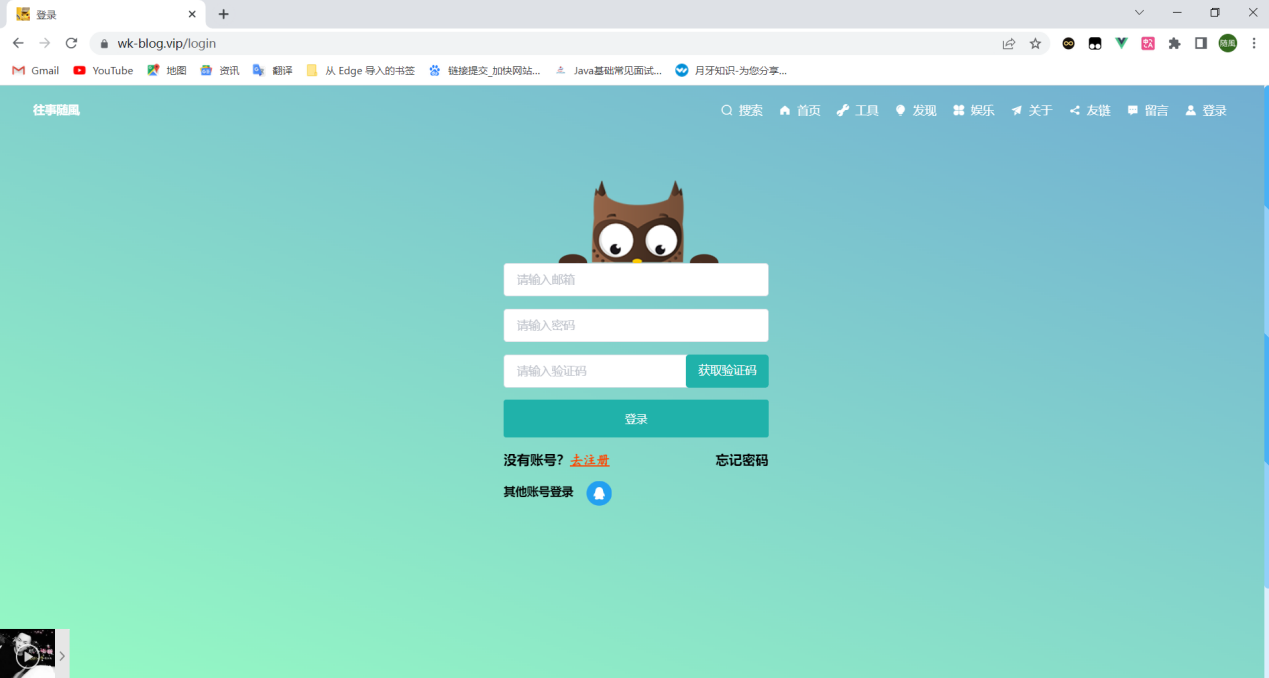 登录
wk-blog.vip/login
随風
Gmail YouTube 地图 资讯 翻译 从 Edge 导入的书签 链接提交_加快网站... Java基础常见面试... 月牙知识-为您分享...
往事随風 搜索 首页 工具 发现 娱乐 关于 友链 留言 登录
请输入邮箱
请输入密码
请输入验证码 获取验证码
登录
没有账号? 去注册 忘记密码
其他账号登录